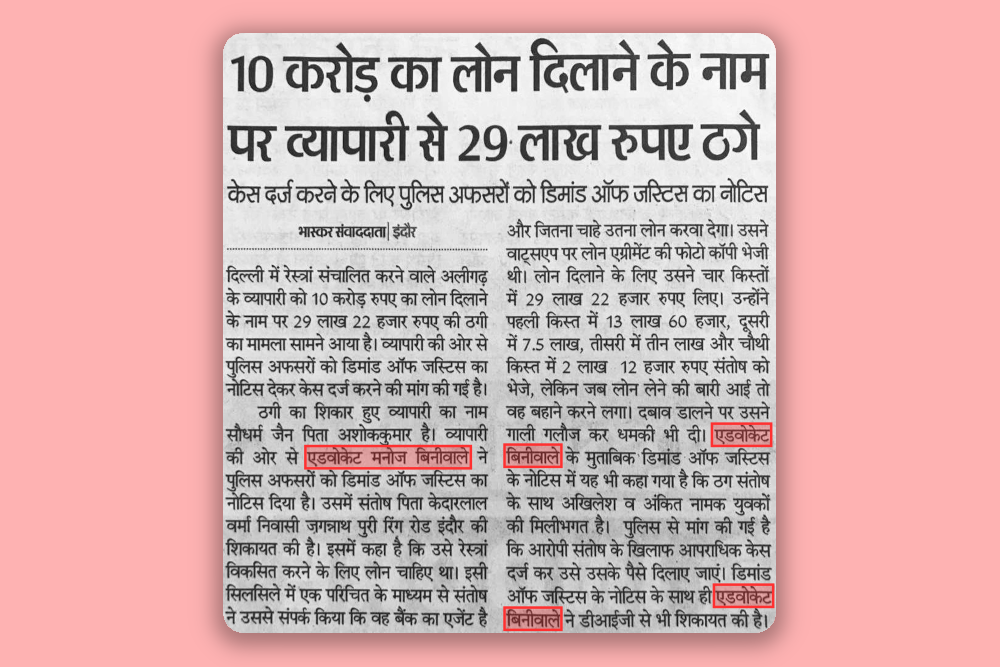 10 करोड़ का लोन दिलाने के नाम
पर व्यापारी से 29 लाख रुपए ठगे
केस दर्ज करने के लिए पुलिस अफसरों को डिमांड ऑफ जस्टिस का नोटिस
भास्कर संवाददाता | इंदौर
दिल्ली में रेस्त्रां संचालित करने वाले अलीगढ़
के व्यापारी को 10 करोड़ रुपए का लोन दिलाने
के नाम पर 29 लाख 22 हजार रुपए की ठगी
का मामला सामने आया है। व्यापारी की ओर से
पुलिस अफसरों को डिमांड ऑफ जस्टिस का
नोटिस देकर केस दर्ज करने की मांग की गई है।
ठगी का शिकार हुए व्यापारी का नाम
सौधर्म जैन पिता अशोककुमार है। व्यापारी
की ओर से एडवोकेट मनोज बिनीवाले ने
पुलिस अफसरों को डिमांड ऑफ जस्टिस का
नोटिस दिया है। उसमें संतोष पिता केदारलाल
वर्मा निवासी जगन्नाथ पुरी रिंग रोड इंदौर की
शिकायत की है। इसमें कहा है कि उसे रेस्त्रां
विकसित करने के लिए लोन चाहिए था। इसी
सिलसिले में एक परिचित के माध्यम से संतोष
ने उससे संपर्क किया कि वह बैंक का एजेंट है
और जितना चाहे उतना लोन करवा देगा। उसने
वाट्सएप पर लोन एग्रीमेंट की फोटो कॉपी भेजी
थी। लोन दिलाने के लिए उसने चार किस्तों
में 29 लाख 22 हजार रुपए लिए। उन्होंने
पहली किस्त में 13 लाख 60 हजार, दूसरी
में 7.5 लाख, तीसरी में तीन लाख और चौथी
किस्त में 2 लाख 12 हजार रुपए संतोष को
भेजे, लेकिन जब लोन लेने की बारी आई तो
वह बहाने करने लगा। दबाव डालने पर उसने
गाली गलौज कर धमकी भी दी। एडवोकेट
बिनीवाले के मुताबिक डिमांड ऑफ जस्टिस
के नोटिस में यह भी कहा गया है कि ठग संतोष
के साथ अखिलेश व अंकित नामक युवकों
की मिलीभगत है। पुलिस से मांग की गई है
कि आरोपी संतोष के खिलाफ आपराधिक केस
दर्ज कर उसे उसके पैसे दिलाए जाएं। डिमांड
ऑफ जस्टिस के नोटिस के साथ ही एडवोकेट
बिनीवाले ने डीआईजी से भी शिकायत की है।